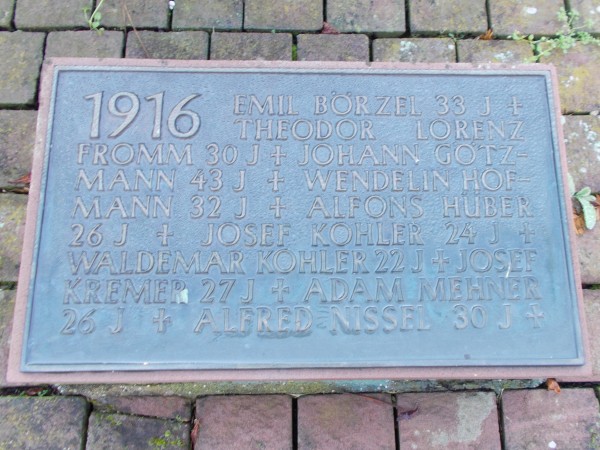 1916 EMIL BÖRZEL 33 J +
THEODOR LORENZ
FROMM 30 J + JOHANN GÖTZ-
MANN 43 J + WENDELIN HOF-
MANN 32 J + ALFONS HUBER
26 J + JOSEF KÖHLER 24 J +
WALDEMAR KÖHLER 22 J + JOSEF
KREMER 27 J + ADAM MEHNER
26 J + ALFRED NISSEL 30 J +